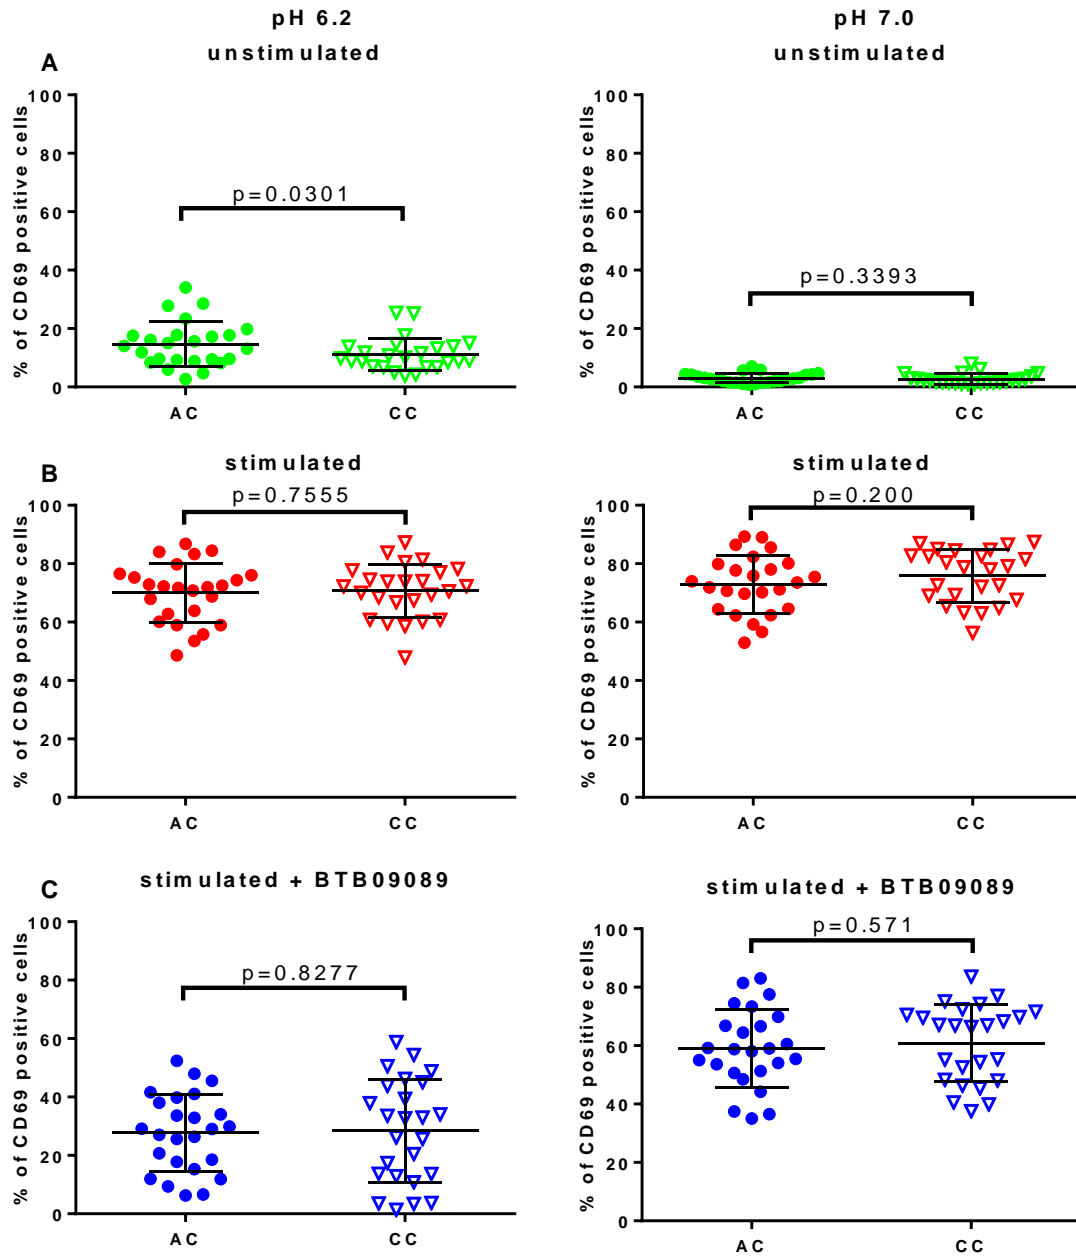 pH 6.2
unstimulated
pH 7.0
unstimulated
A
% of CD69 positive cells
100
80
60
40
20
0
p=0.0301
AC
CC
% of CD69 positive cells
100
80
60
40
20
0
p=0.3393
AC
CC
B
stimulated
% of CD69 positive cells
100
80
60
40
20
0
p=0.7555
AC
CC
stimulated
% of CD69 positive cells
100
80
60
40
20
0
p=0.200
AC
CC
C
stimulated + BTB09089
% of CD69 positive cells
100
80
60
40
20
0
p=0.8277
AC
CC
stimulated + BTB09089
% of CD69 positive cells
100
80
60
40
20
0
p=0.571
AC
CC